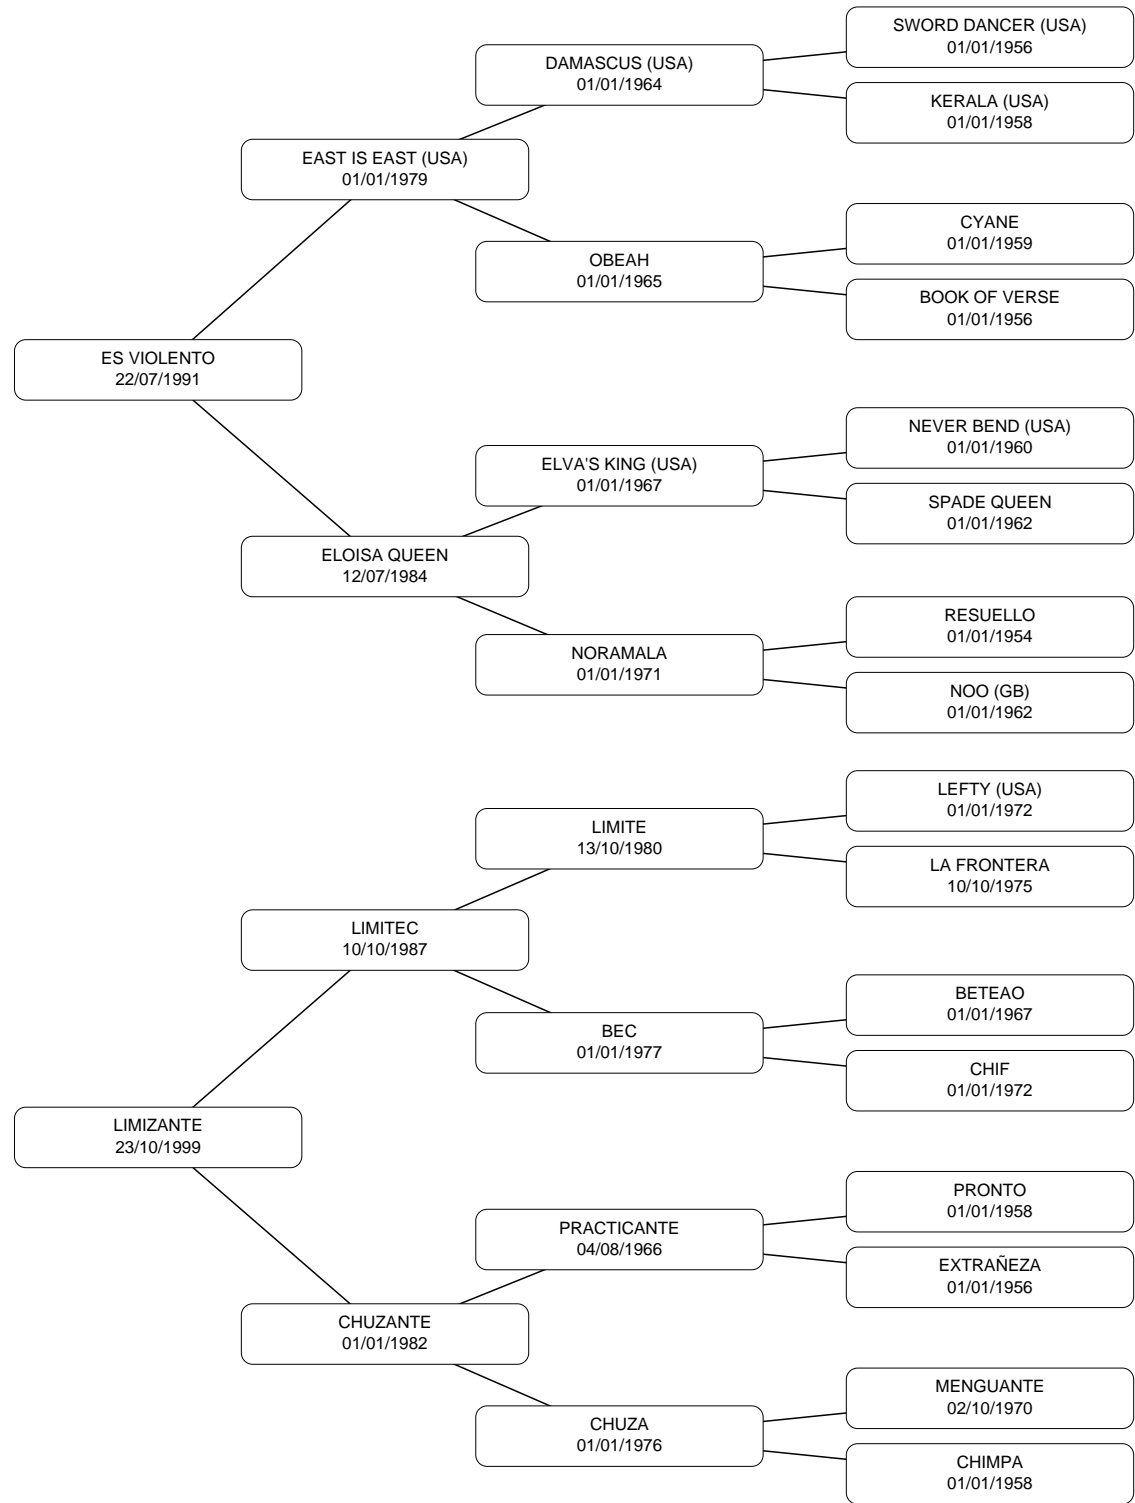 SWORD DANCER (USA)
01/01/1956
DAMASCUS (USA)
01/01/1964
KERALA (USA)
01/01/1958
EAST IS EAST (USA)
01/01/1979
CYANE
01/01/1959
OBEAH
01/01/1965
BOOK OF VERSE
01/01/1956
ES VIOLENTO
22/07/1991
NEVER BEND (USA)
01/01/1960
ELVA'S KING (USA)
01/01/1967
SPADE QUEEN
01/01/1962
ELOISA QUEEN
12/07/1984
RESUELLO
01/01/1954
NORAMALA
01/01/1971
NOO (GB)
01/01/1962
LEFTY (USA)
01/01/1972
LIMITE
13/10/1980
LA FRONTERA
10/10/1975
LIMITEC
10/10/1987
BETEAO
01/01/1967
BEC
01/01/1977
CHIF
01/01/1972
LIMIZANTE
23/10/1999
PRONTO
01/01/1958
PRACTICANTE
04/08/1966
EXTRAÑEZA
01/01/1956
CHUZANTE
01/01/1982
MENGUANTE
02/10/1970
CHUZA
01/01/1976
CHIMPA
01/01/1958